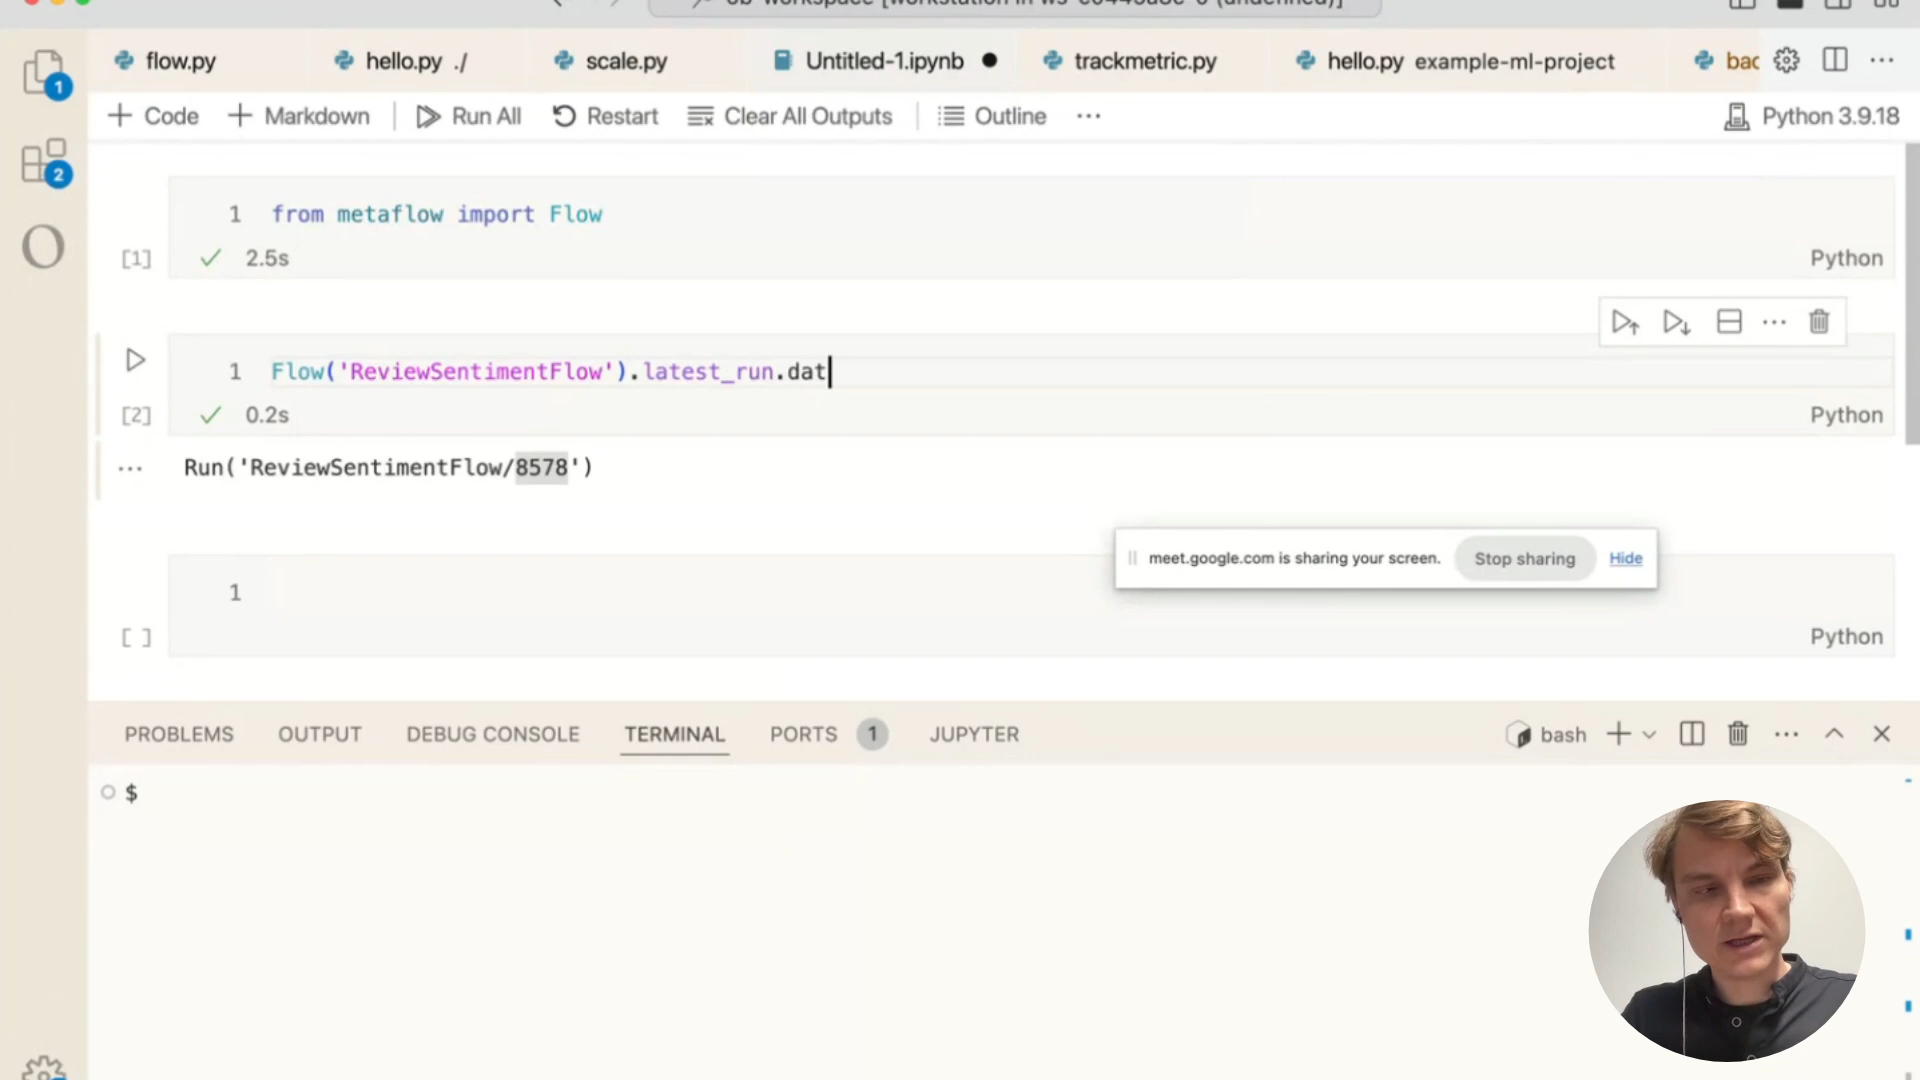 flow.py hello.py ./ scale.py Untitled-1.ipynb trackmetric.py hello.py example-ml-project bac
1
Code Markdown Run All Restart Clear All Outputs Outline ... Python 3.9.18
2
1 from metaflow import Flow
[1] 2.5s Python
1 Flow('ReviewSentimentFlow').latest_run.dat
[2] 0.2s Python
... Run('ReviewSentimentFlow/8578')
meet.google.com is sharing your screen. Stop sharing Hide
1
[ ] Python
PROBLEMS OUTPUT DEBUG CONSOLE TERMINAL PORTS 1 JUPYTER bash
$